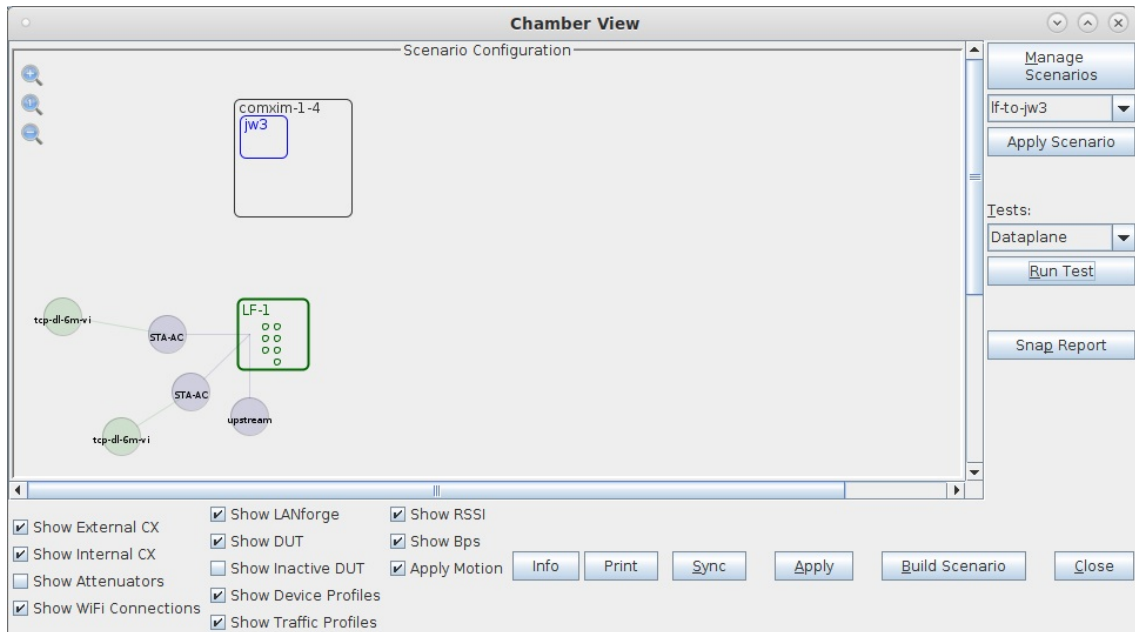 Chamber View
Scenario Configuration
comxim-1-4
jw3
LF-1
tcp-dl-6m-vi
STA-AC
STA-AC
upstream
tcp-dl-6m-vi
Manage
Scenarios
lf-to-jw3
Apply Scenario
Tests:
Dataplane
Run Test
Snap Report
Show External CX
Show Internal CX
Show Attenuators
Show WiFi Connections
Show LANforge
Show DUT
Show Inactive DUT
Show Device Profiles
Show Traffic Profiles
Show RSSI
Show Bps
Apply Motion
Info
Print
Sync
Apply
Build Scenario
Close